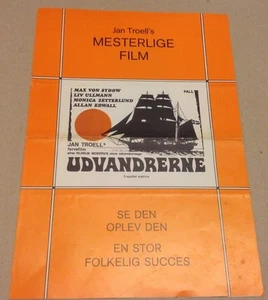 Jan Troell's
MESTERLIGE
FILM
MAX VON SYDOW
LIV ULLMANN
MONICA ZETTERLUND
ALLAN EDWALL
PALL
JAN TROELL's
farvefilm
UDVANDRERNE
SE DEN
OPLEV DEN
EN STOR
FOLKELIG SUCCES